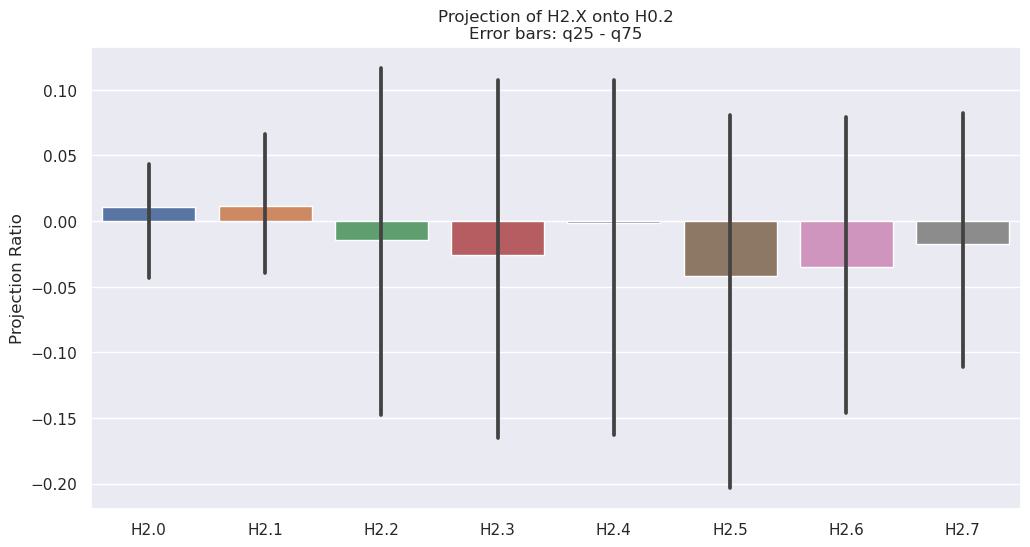 Projection of H2.X onto H0.2
Error bars: q25 - q75
Projection Ratio
0.10
0.05
0.00
−0.05
−0.10
−0.15
−0.20
H2.0 H2.1 H2.2 H2.3 H2.4 H2.5 H2.6 H2.7